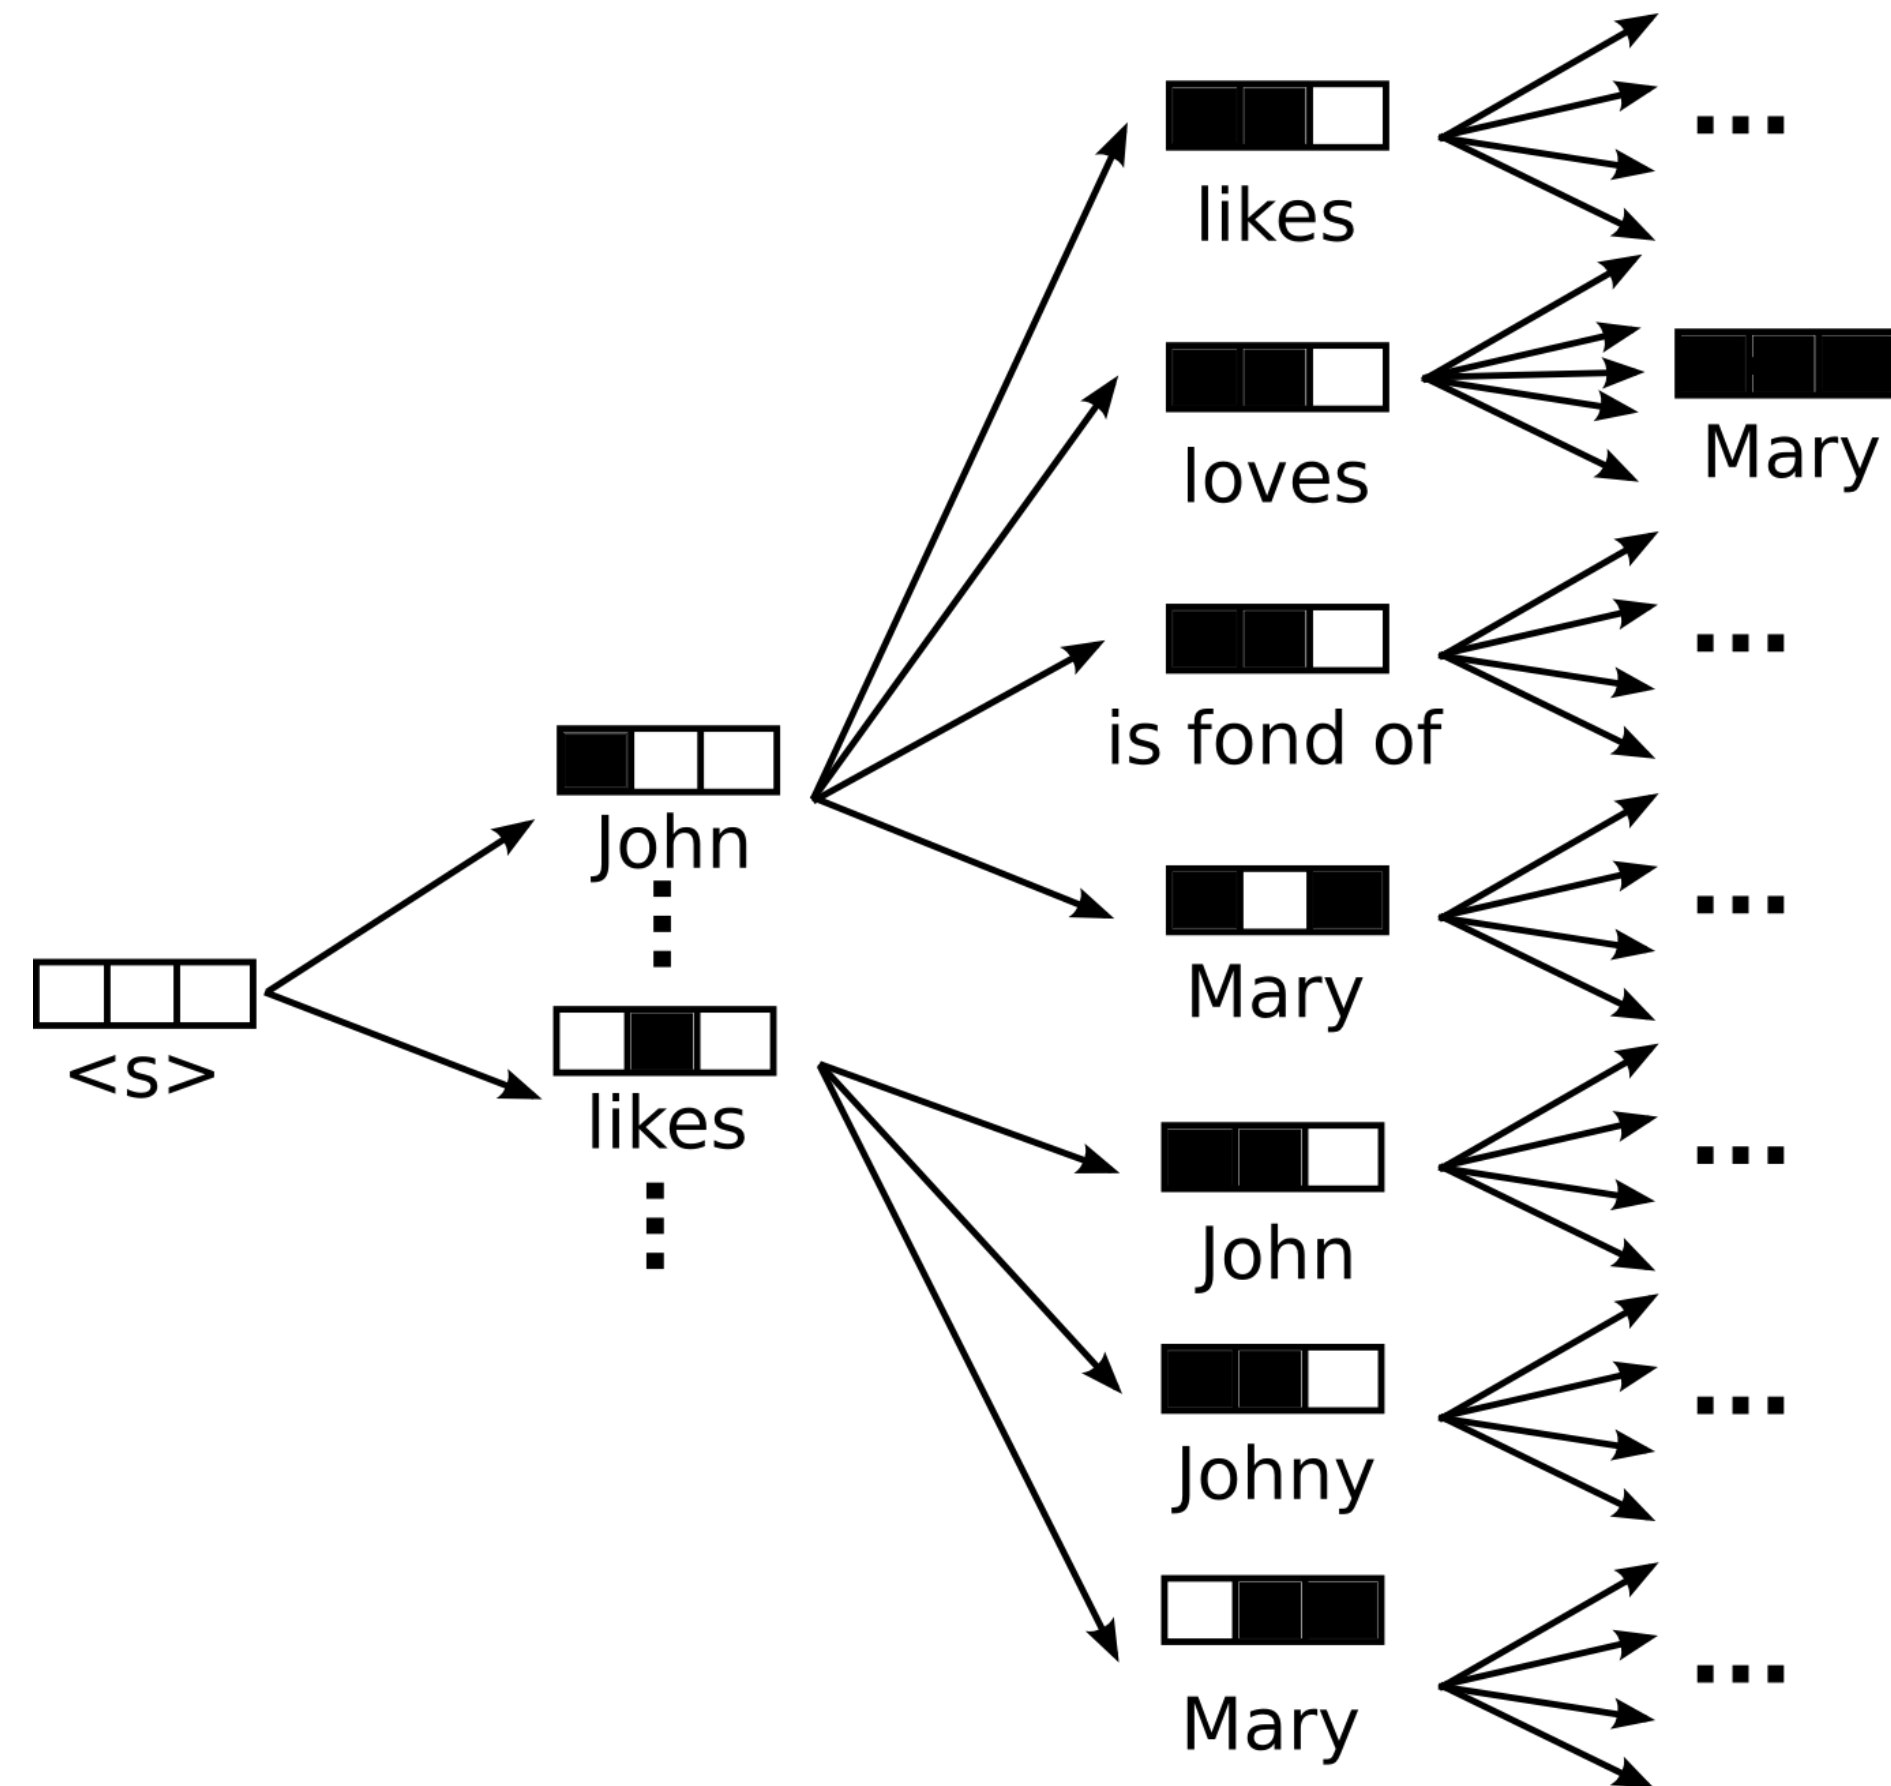 likes
loves
Mary
is fond of
John
Mary
<s>
likes
John
Johny
Mary